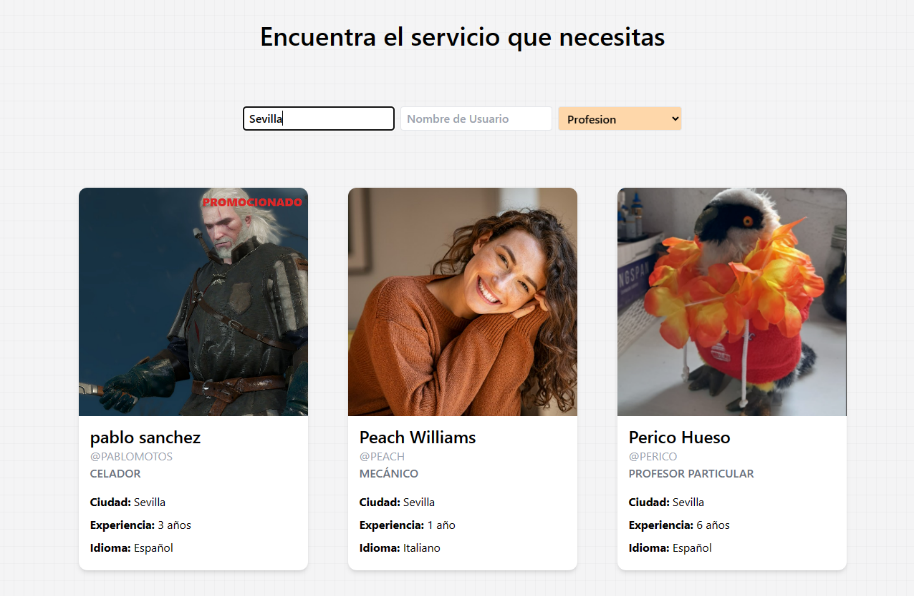 Encuentra el servicio que necesitas
Sevilla
Nombre de Usuario
Profesion
PROMOCIONADO
pablo sanchez
@PABLOMOTOS
CELADOR
Ciudad: Sevilla
Experiencia: 3 años
Idioma: Español
Peach Williams
@PEACH
MECÁNICO
Ciudad: Sevilla
Experiencia: 1 año
Idioma: Italiano
Perico Hueso
@PERICO
PROFESOR PARTICULAR
Ciudad: Sevilla
Experiencia: 6 años
Idioma: Español